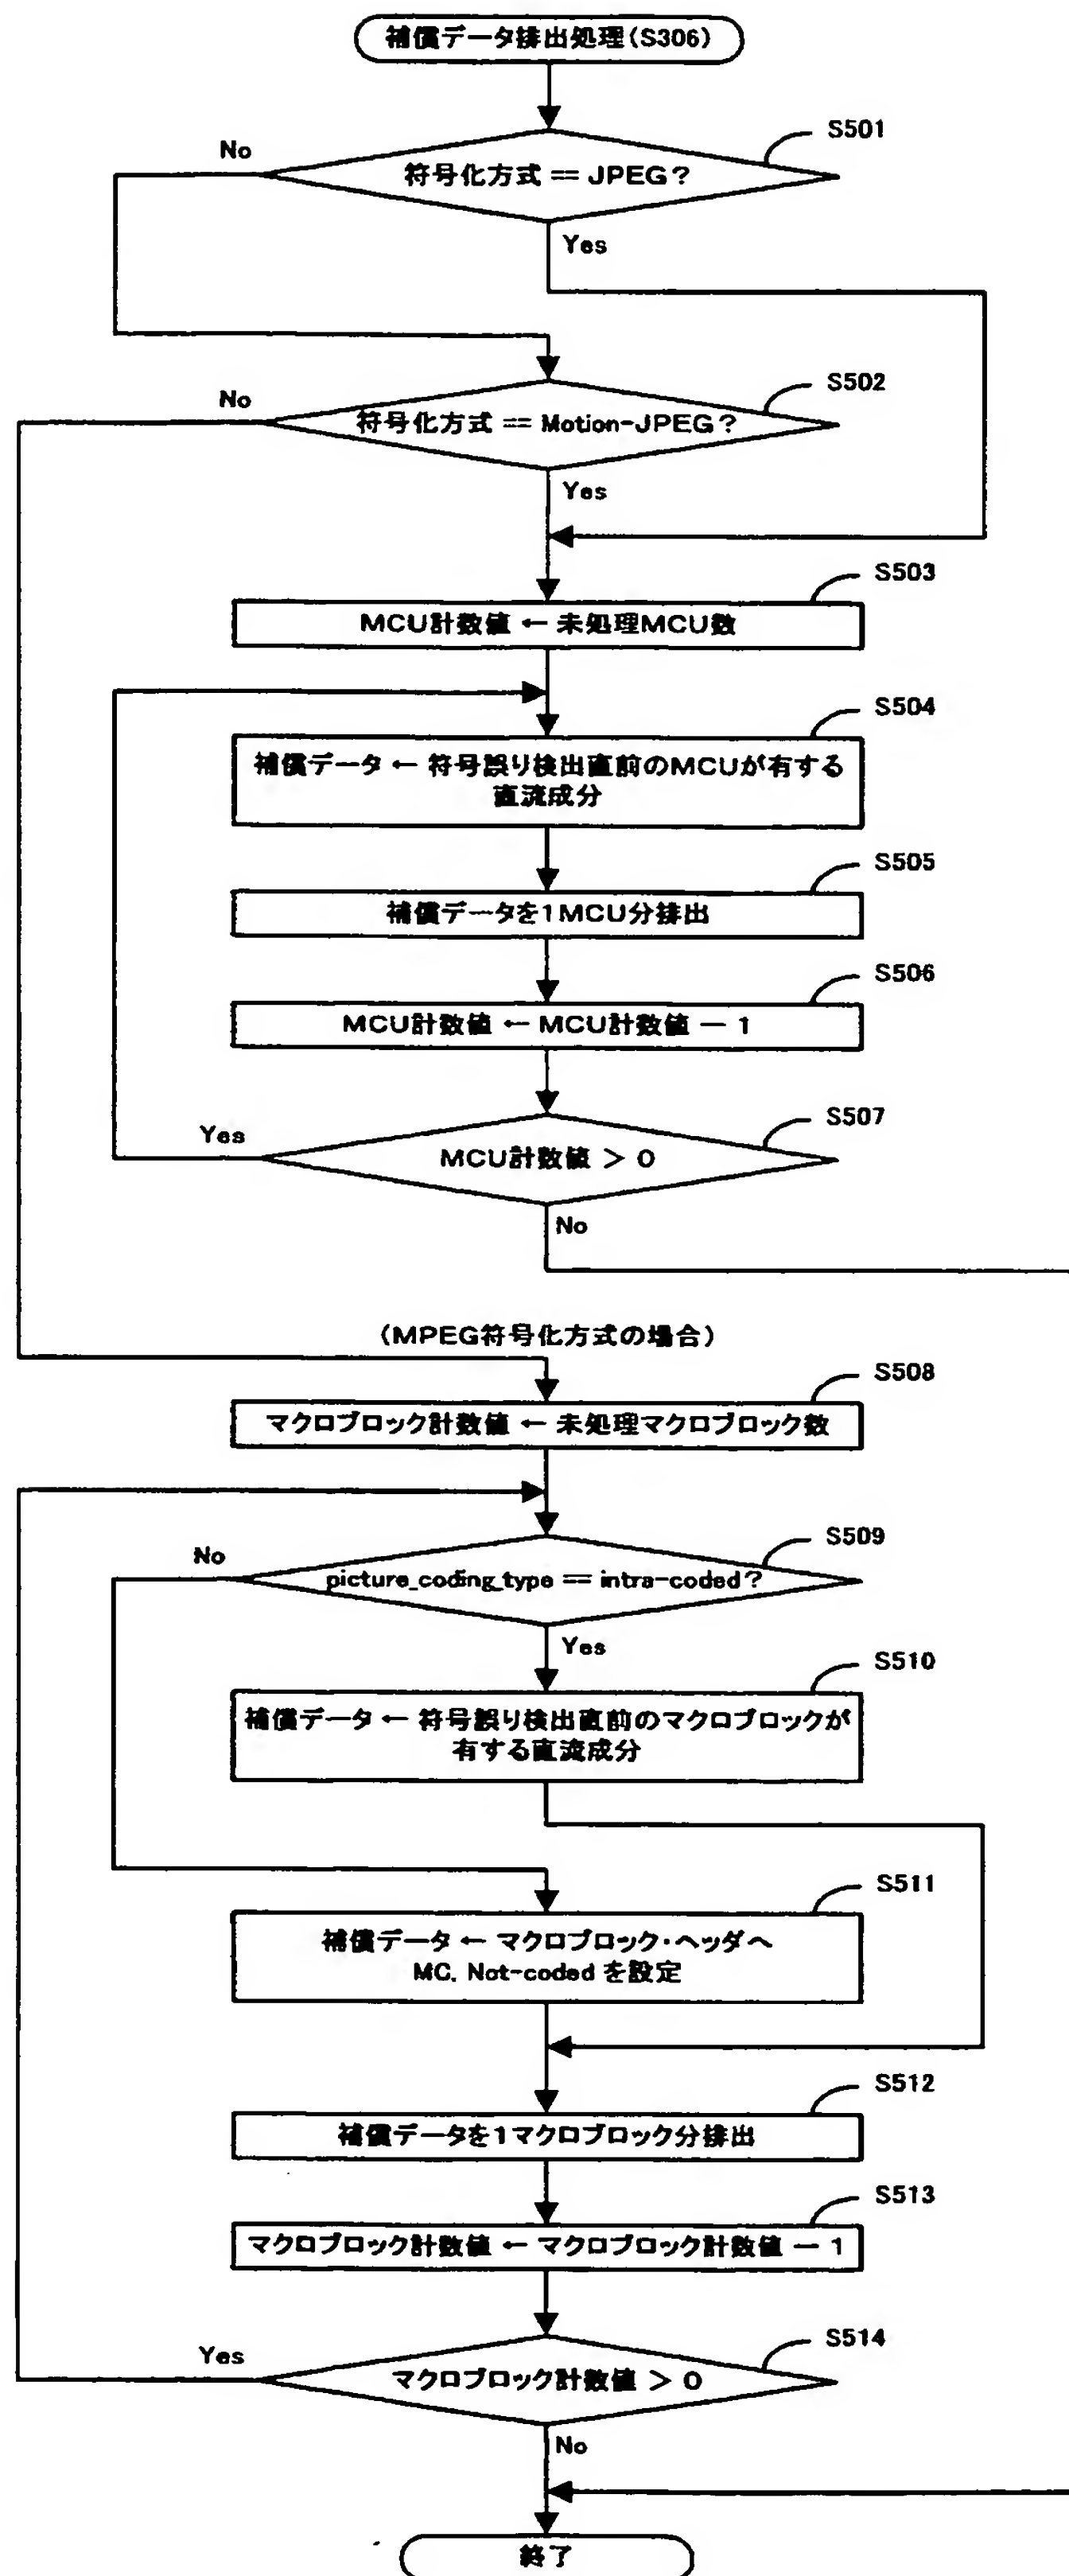 補償データ排出処理(S306)
S501
No
符号化方式 == JPEG?
Yes
S502
No
符号化方式 == Motion-JPEG?
Yes
S503
MCU計数値 ← 未処理MCU数
S504
補償データ ← 符号誤り検出直前のMCUが有する
直流成分
S505
補償データを1MCU分排出
S506
MCU計数値 ← MCU計数値 − 1
S507
Yes
MCU計数値 > 0
No
(MPEG符号化方式の場合)
S508
マクロブロック計数値 ← 未処理マクロブロック数
S509
No
picture_coding_type == intra-coded?
Yes
S510
補償データ ← 符号誤り検出直前のマクロブロックが
有する直流成分
S511
補償データ ← マクロブロック・ヘッダへ
MC, Not-coded を設定
S512
補償データを1マクロブロック分排出
S513
マクロブロック計数値 ← マクロブロック計数値 − 1
S514
Yes
マクロブロック計数値 > 0
No
終了